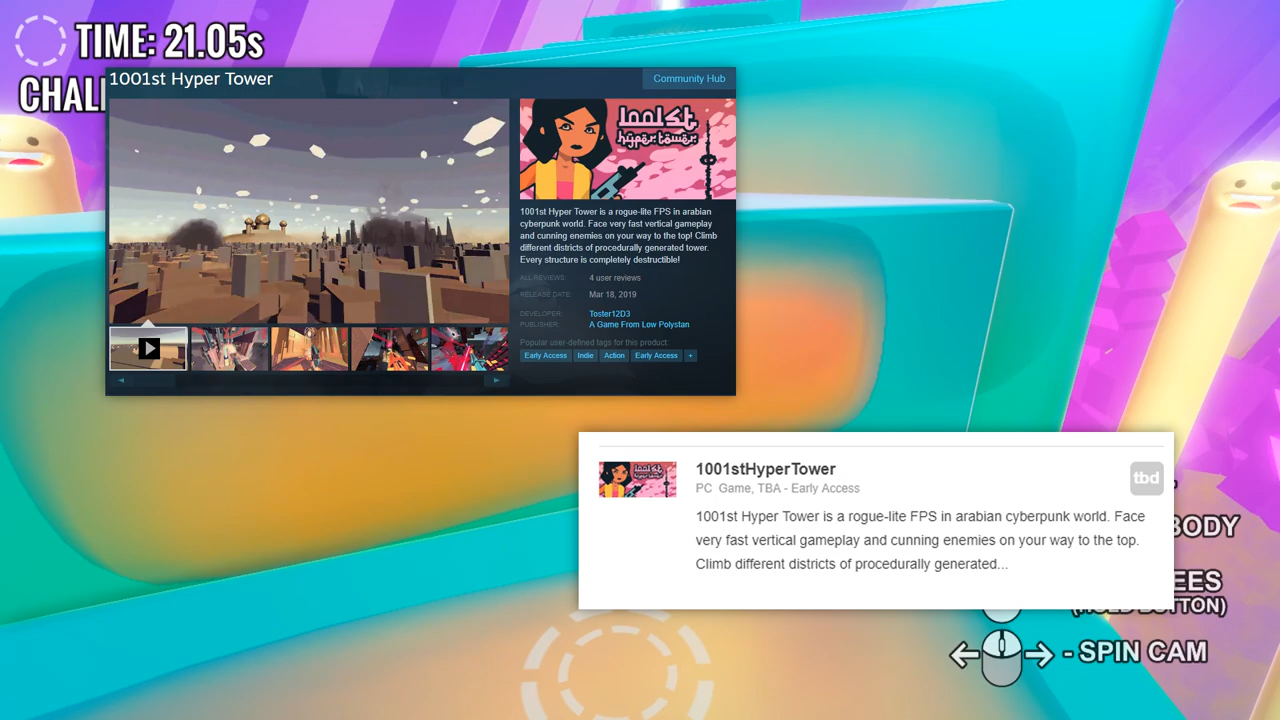 TIME: 21.05s
CHALL
1001st Hyper Tower
Community Hub
1001st
hyper tower
1001st Hyper Tower is a rogue-lite FPS in arabian
cyberpunk world. Face very fast vertical gameplay
and cunning enemies on your way to the top! Climb
different districts of procedurally generated tower.
Every structure is completely destructible!
ALL REVIEWS: 4 user reviews
RELEASE DATE: Mar 18, 2019
DEVELOPER: Toster12D3
PUBLISHER: A Game From Low Polystan
Popular user-defined tags for this product:
Early Access Indie Action Early Access +
1001stHyperTower
tbd
PC Game, TBA - Early Access
1001st Hyper Tower is a rogue-lite FPS in arabian cyberpunk world. Face
very fast vertical gameplay and cunning enemies on your way to the top.
Climb different districts of procedurally generated...
BODY
EES
(HOLD BUTTON)
- SPIN CAM